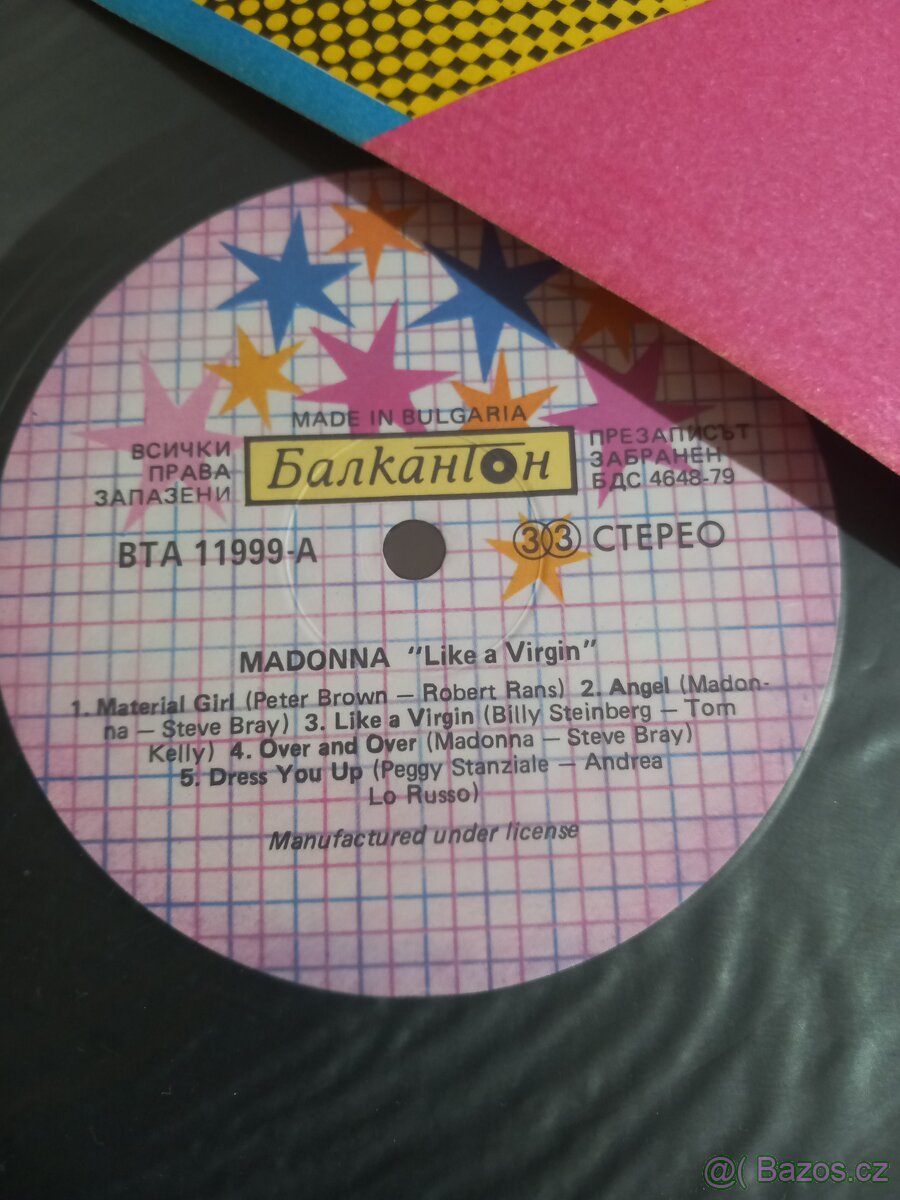 MADE IN BULGARIA
ВСИЧКИ
ПРАВА
ЗАПАЗЕНИ
Балкантон
ПРЕЗАПИСЪТ
ЗАБРАНЕН
БДС 4648-79
ВТА 11999-А
33 СТЕРЕО
MADONNA "Like a Virgin"
1. Material Girl (Peter Brown — Robert Rans) 2. Angel (Madon-
na — Steve Bray) 3. Like a Virgin (Billy Steinberg — Tom
Kelly) 4. Over and Over (Madonna — Steve Bray)
5. Dress You Up (Peggy Stanziale — Andrea
Lo Russo)
Manufactured under license
@( Bazos.cz